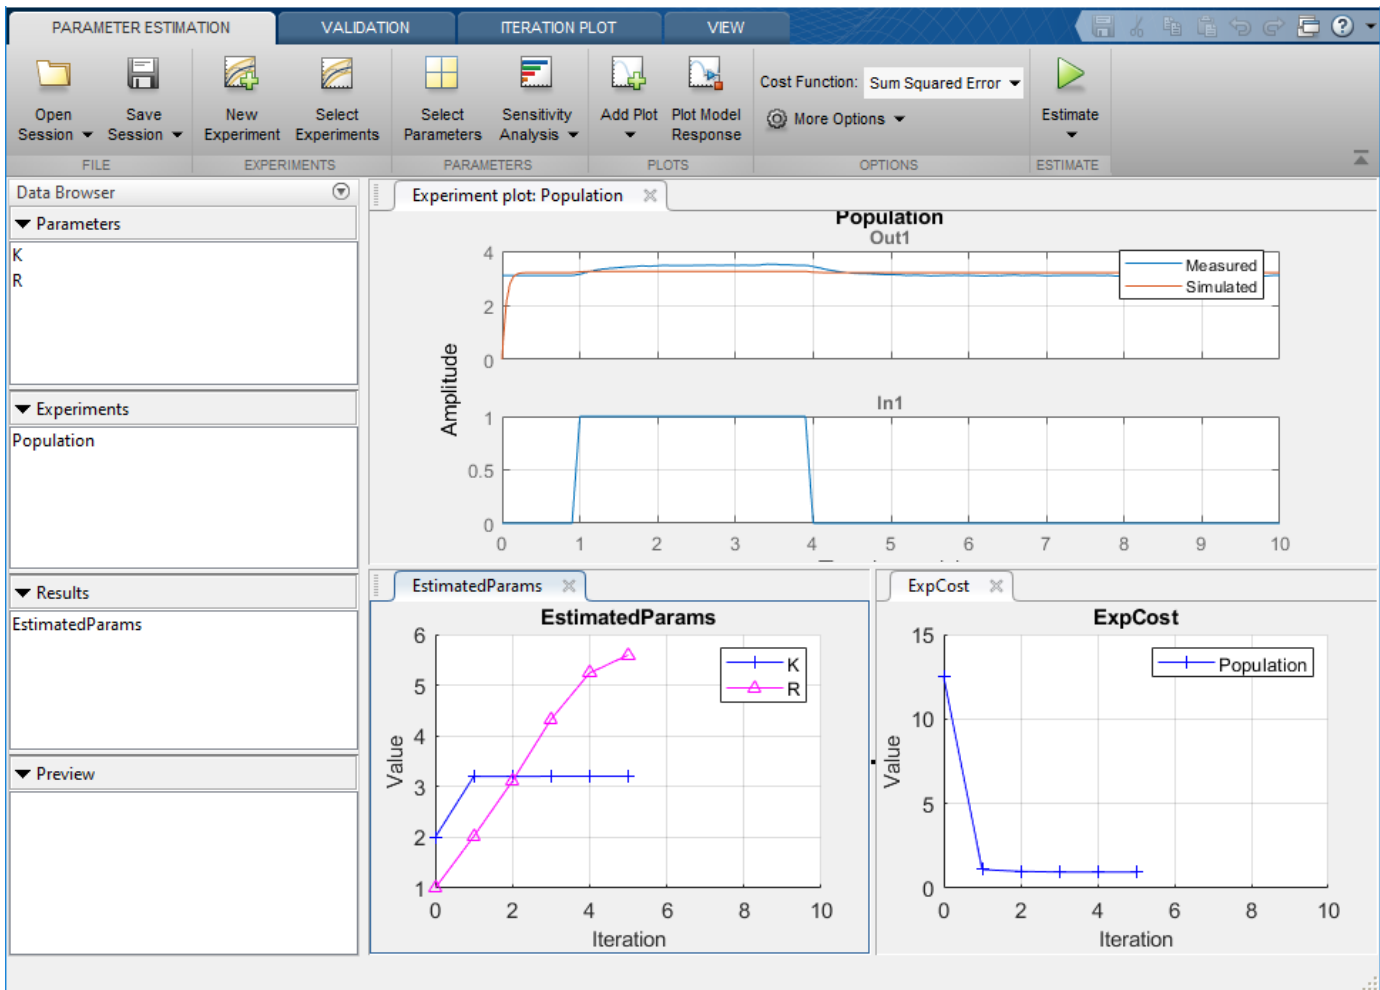 PARAMETER ESTIMATION VALIDATION ITERATION PLOT VIEW
Open Session Save Session New Experiment Select Experiments Select Parameters Sensitivity Analysis Add Plot Plot Model Response Cost Function: Sum Squared Error More Options Estimate
FILE EXPERIMENTS PARAMETERS PLOTS OPTIONS ESTIMATE
Data Browser
Parameters
K
R
Experiments
Population
Results
EstimatedParams
Preview
Experiment plot: Population
Population
Out1
4
2
0
Measured
Simulated
Amplitude
In1
1
0.5
0
0 1 2 3 4 5 6 7 8 9 10
EstimatedParams
EstimatedParams
6
5
4
3
2
1
Value
K
R
0 2 4 6 8 10
Iteration
ExpCost
ExpCost
15
10
5
0
Value
Population
0 2 4 6 8 10
Iteration